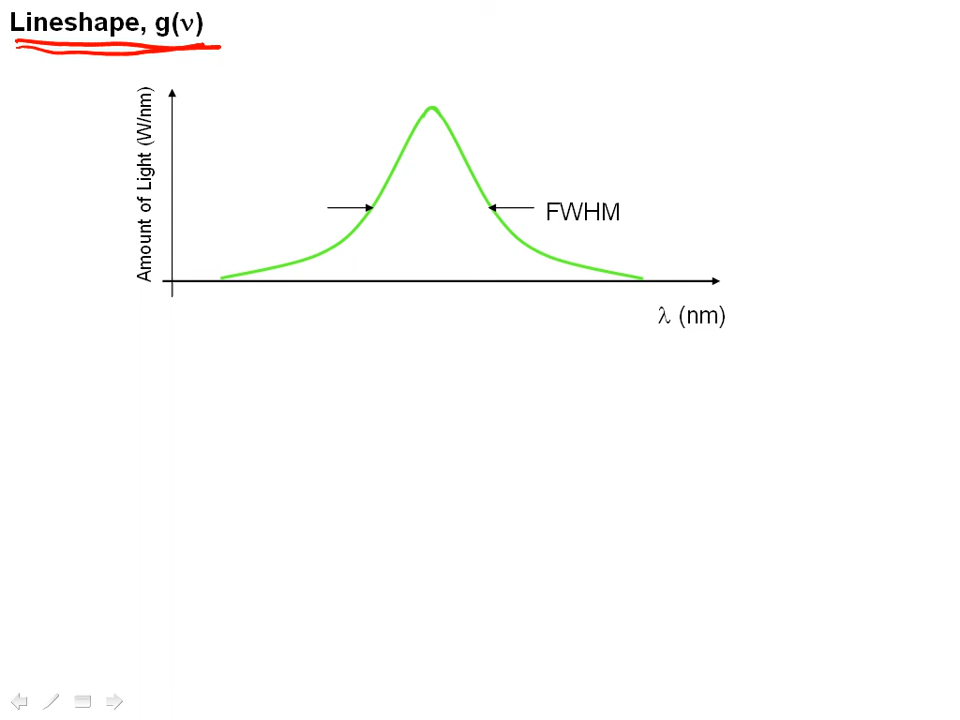 Lineshape, g(ν)
Amount of Light (W/nm)
FWHM
λ (nm)